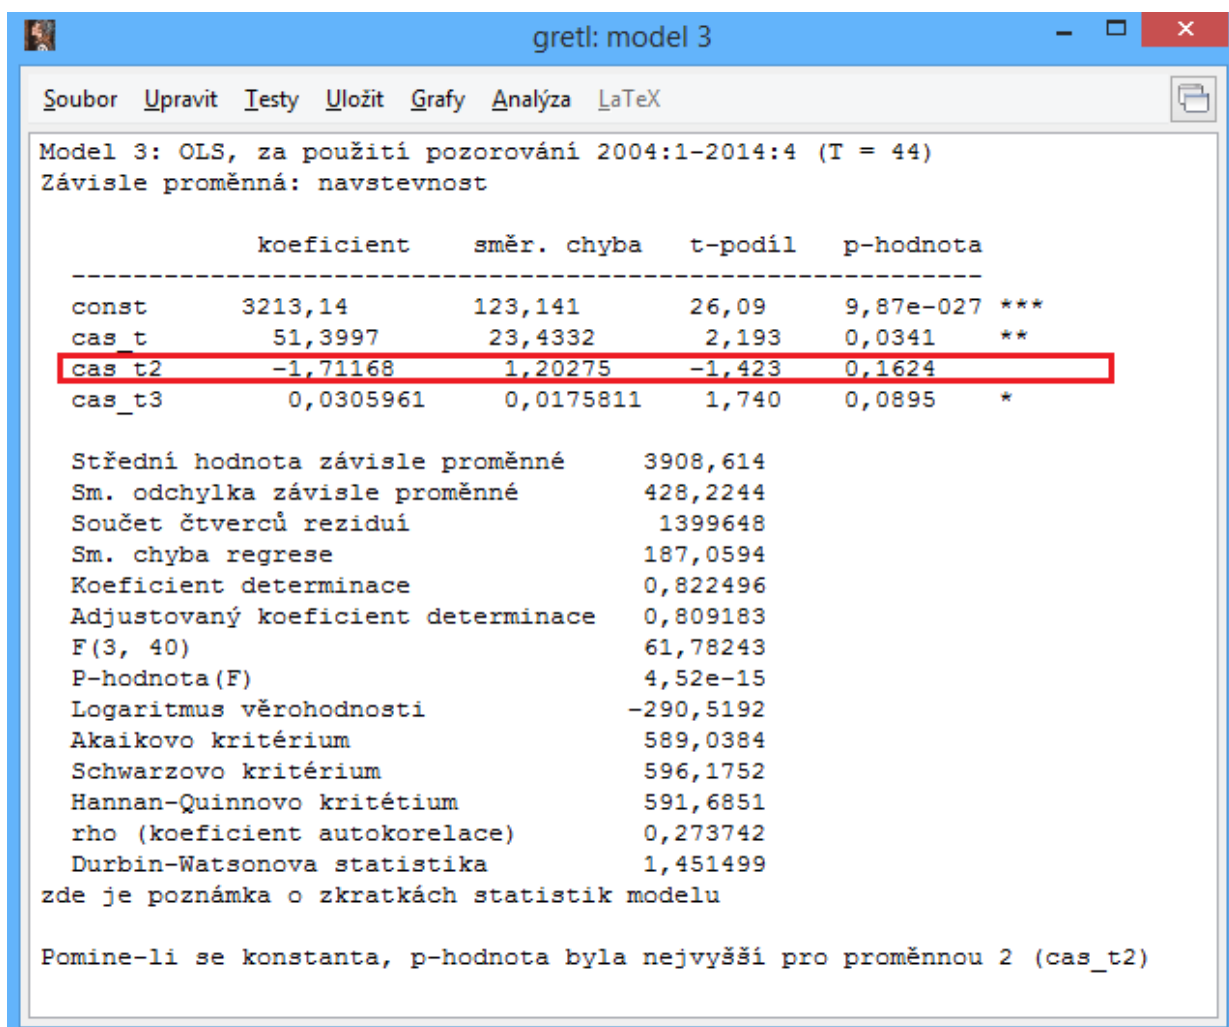 gretl: model 3
Soubor Upravit Testy Uložit Grafy Analýza LaTeX
Model 3: OLS, za použití pozorování 2004:1-2014:4 (T = 44)
Závisle proměnná: navstevnost
koeficient směr. chyba t-podíl p-hodnota
-----------------------------------------------------------
const 3213,14 123,141 26,09 9,87e-027 ***
cas_t 51,3997 23,4332 2,193 0,0341 **
cas_t2 -1,71168 1,20275 -1,423 0,1624
cas_t3 0,0305961 0,0175811 1,740 0,0895 *
Střední hodnota závisle proměnné 3908,614
Sm. odchylka závisle proměnné 428,2244
Součet čtverců reziduí 1399648
Sm. chyba regrese 187,0594
Koeficient determinace 0,822496
Adjustovaný koeficient determinace 0,809183
F(3, 40) 61,78243
P-hodnota(F) 4,52e-15
Logaritmus věrohodnosti -290,5192
Akaikovo kritérium 589,0384
Schwarzovo kritérium 596,1752
Hannan-Quinnovo kritétium 591,6851
rho (koeficient autokorelace) 0,273742
Durbin-Watsonova statistika 1,451499
zde je poznámka o zkratkách statistik modelu
Pomine-li se konstanta, p-hodnota byla nejvyšší pro proměnnou 2 (cas_t2)